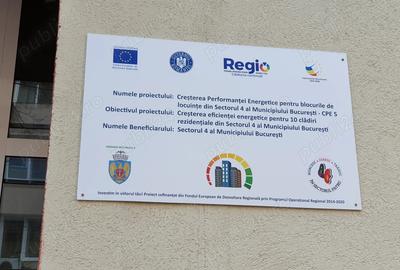 Regio
Numele proiectului: Creșterea Performanței Energetice pentru blocurile de
locuințe din Sectorul 4 al Municipiului București - CPE 5
Obiectivul proiectului: Creșterea eficienței energetice pentru 10 clădiri
rezidențiale din Sectorul 4 al Municipiului București
Numele Beneficiarului: Sectorul 4 al Municipiului București
Investim în viitorul tău! Proiect cofinanțat din Fondul European de Dezvoltare Regională prin Programul Operațional Regional 2014-2020